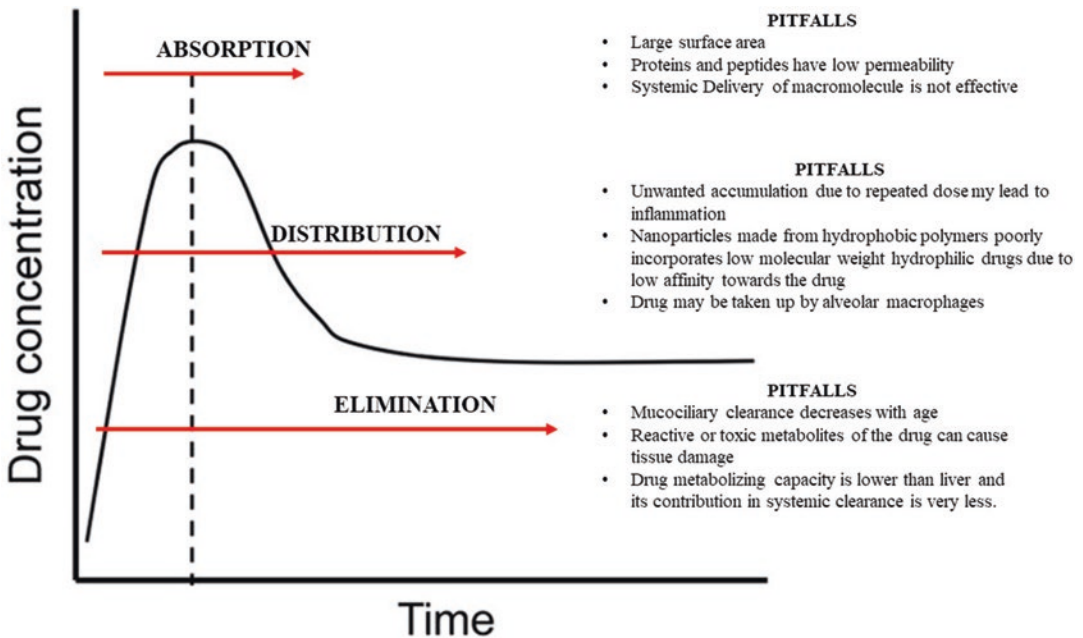 PITFALLS
• Large surface area
• Proteins and peptides have low permeability
• Systemic Delivery of macromolecule is not effective
ABSORPTION
PITFALLS
• Unwanted accumulation due to repeated dose my lead to
inflammation
• Nanoparticles made from hydrophobic polymers poorly
incorporates low molecular weight hydrophilic drugs due to
low affinity towards the drug
• Drug may be taken up by alveolar macrophages
DISTRIBUTION
PITFALLS
• Mucociliary clearance decreases with age
• Reactive or toxic metabolites of the drug can cause
tissue damage
• Drug metabolizing capacity is lower than liver and
its contribution in systemic clearance is very less.
ELIMINATION
Drug concentration
Time